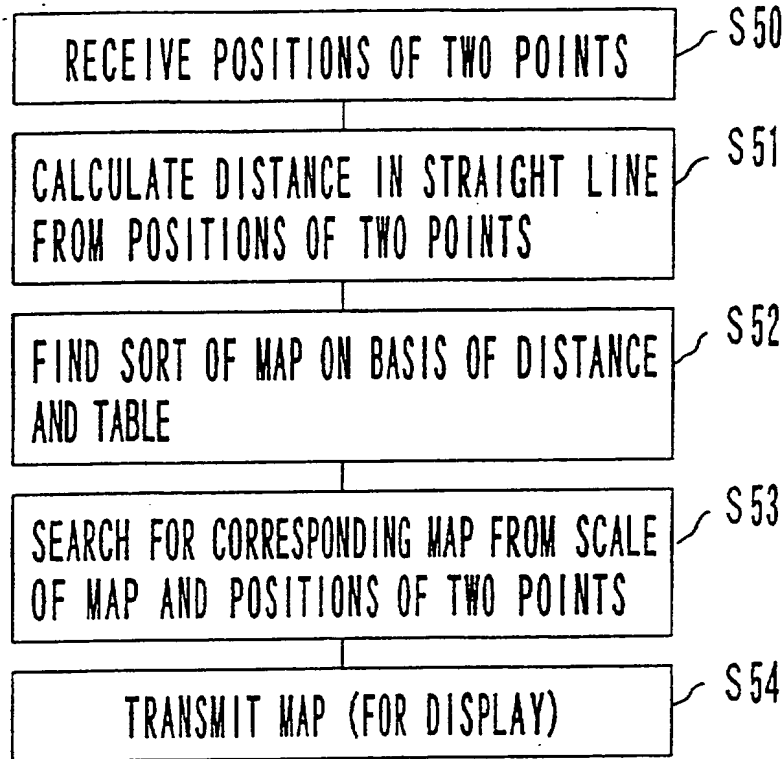 RECEIVE POSITIONS OF TWO POINTS
S50
CALCULATE DISTANCE IN STRAIGHT LINE
FROM POSITIONS OF TWO POINTS
S51
FIND SORT OF MAP ON BASIS OF DISTANCE
AND TABLE
S52
SEARCH FOR CORRESPONDING MAP FROM SCALE
OF MAP AND POSITIONS OF TWO POINTS
S53
TRANSMIT MAP (FOR DISPLAY)
S54